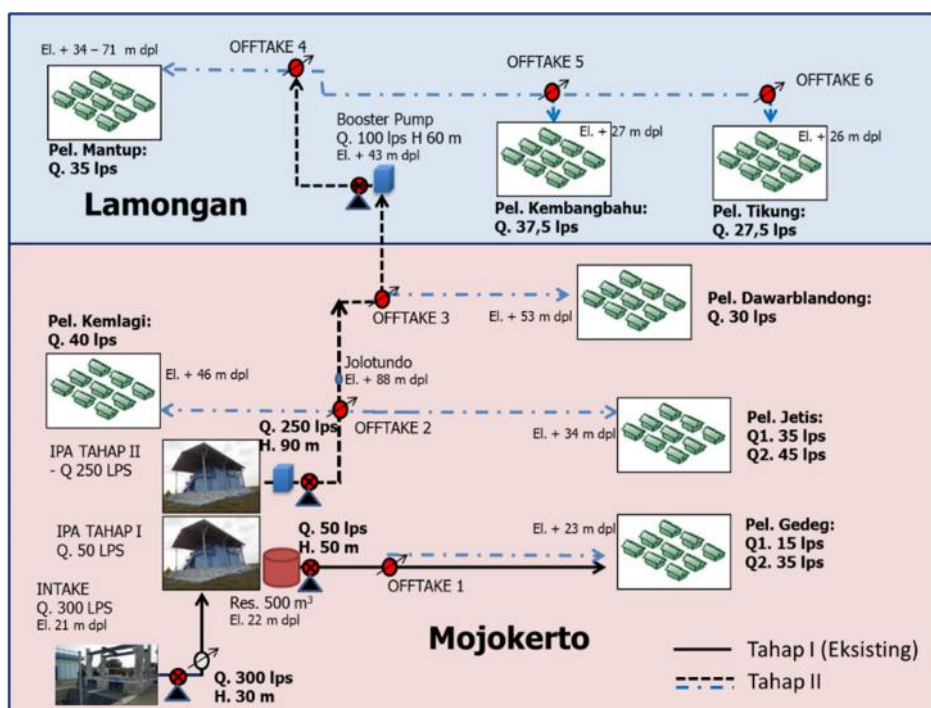 El. + 34 – 71 m dpl
OFFTAKE 4
OFFTAKE 5
OFFTAKE 6
Booster Pump
Q. 100 lps H 60 m
El. + 43 m dpl
El. + 27 m dpl
El. + 26 m dpl
Pel. Mantup:
Q. 35 lps
Lamongan
Pel. Kembangbahu:
Q. 37,5 lps
Pel. Tikung:
Q. 27,5 lps
Pel. Kemlagi:
Q. 40 lps
OFFTAKE 3
El. + 53 m dpl
Pel. Dawarblandong:
Q. 30 lps
El. + 46 m dpl
Jolotundo
El. + 88 m dpl
OFFTAKE 2
El. + 34 m dpl
Pel. Jetis:
Q1. 35 lps
Q2. 45 lps
IPA TAHAP II
- Q 250 LPS
Q. 250 lps
H. 90 m
IPA TAHAP I
Q. 50 LPS
Q. 50 lps
H. 50 m
El. + 23 m dpl
Pel. Gedeg:
Q1. 15 lps
Q2. 35 lps
OFFTAKE 1
INTAKE
Q. 300 LPS
El. 21 m dpl
Res. 500 m³
El. 22 m dpl
Mojokerto
Q. 300 lps
H. 30 m
Tahap I (Eksisting)
Tahap II